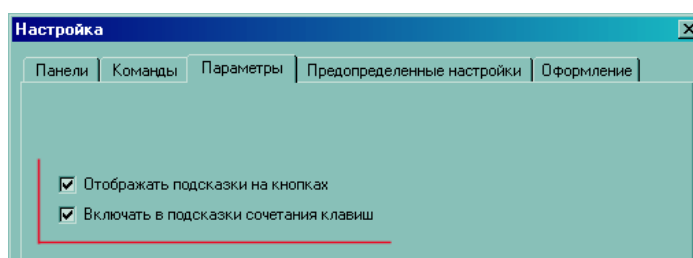 Настройка
Панели Команды Параметры Предопределенные настройки Оформление
Отображать подсказки на кнопках
Включать в подсказки сочетания клавиш